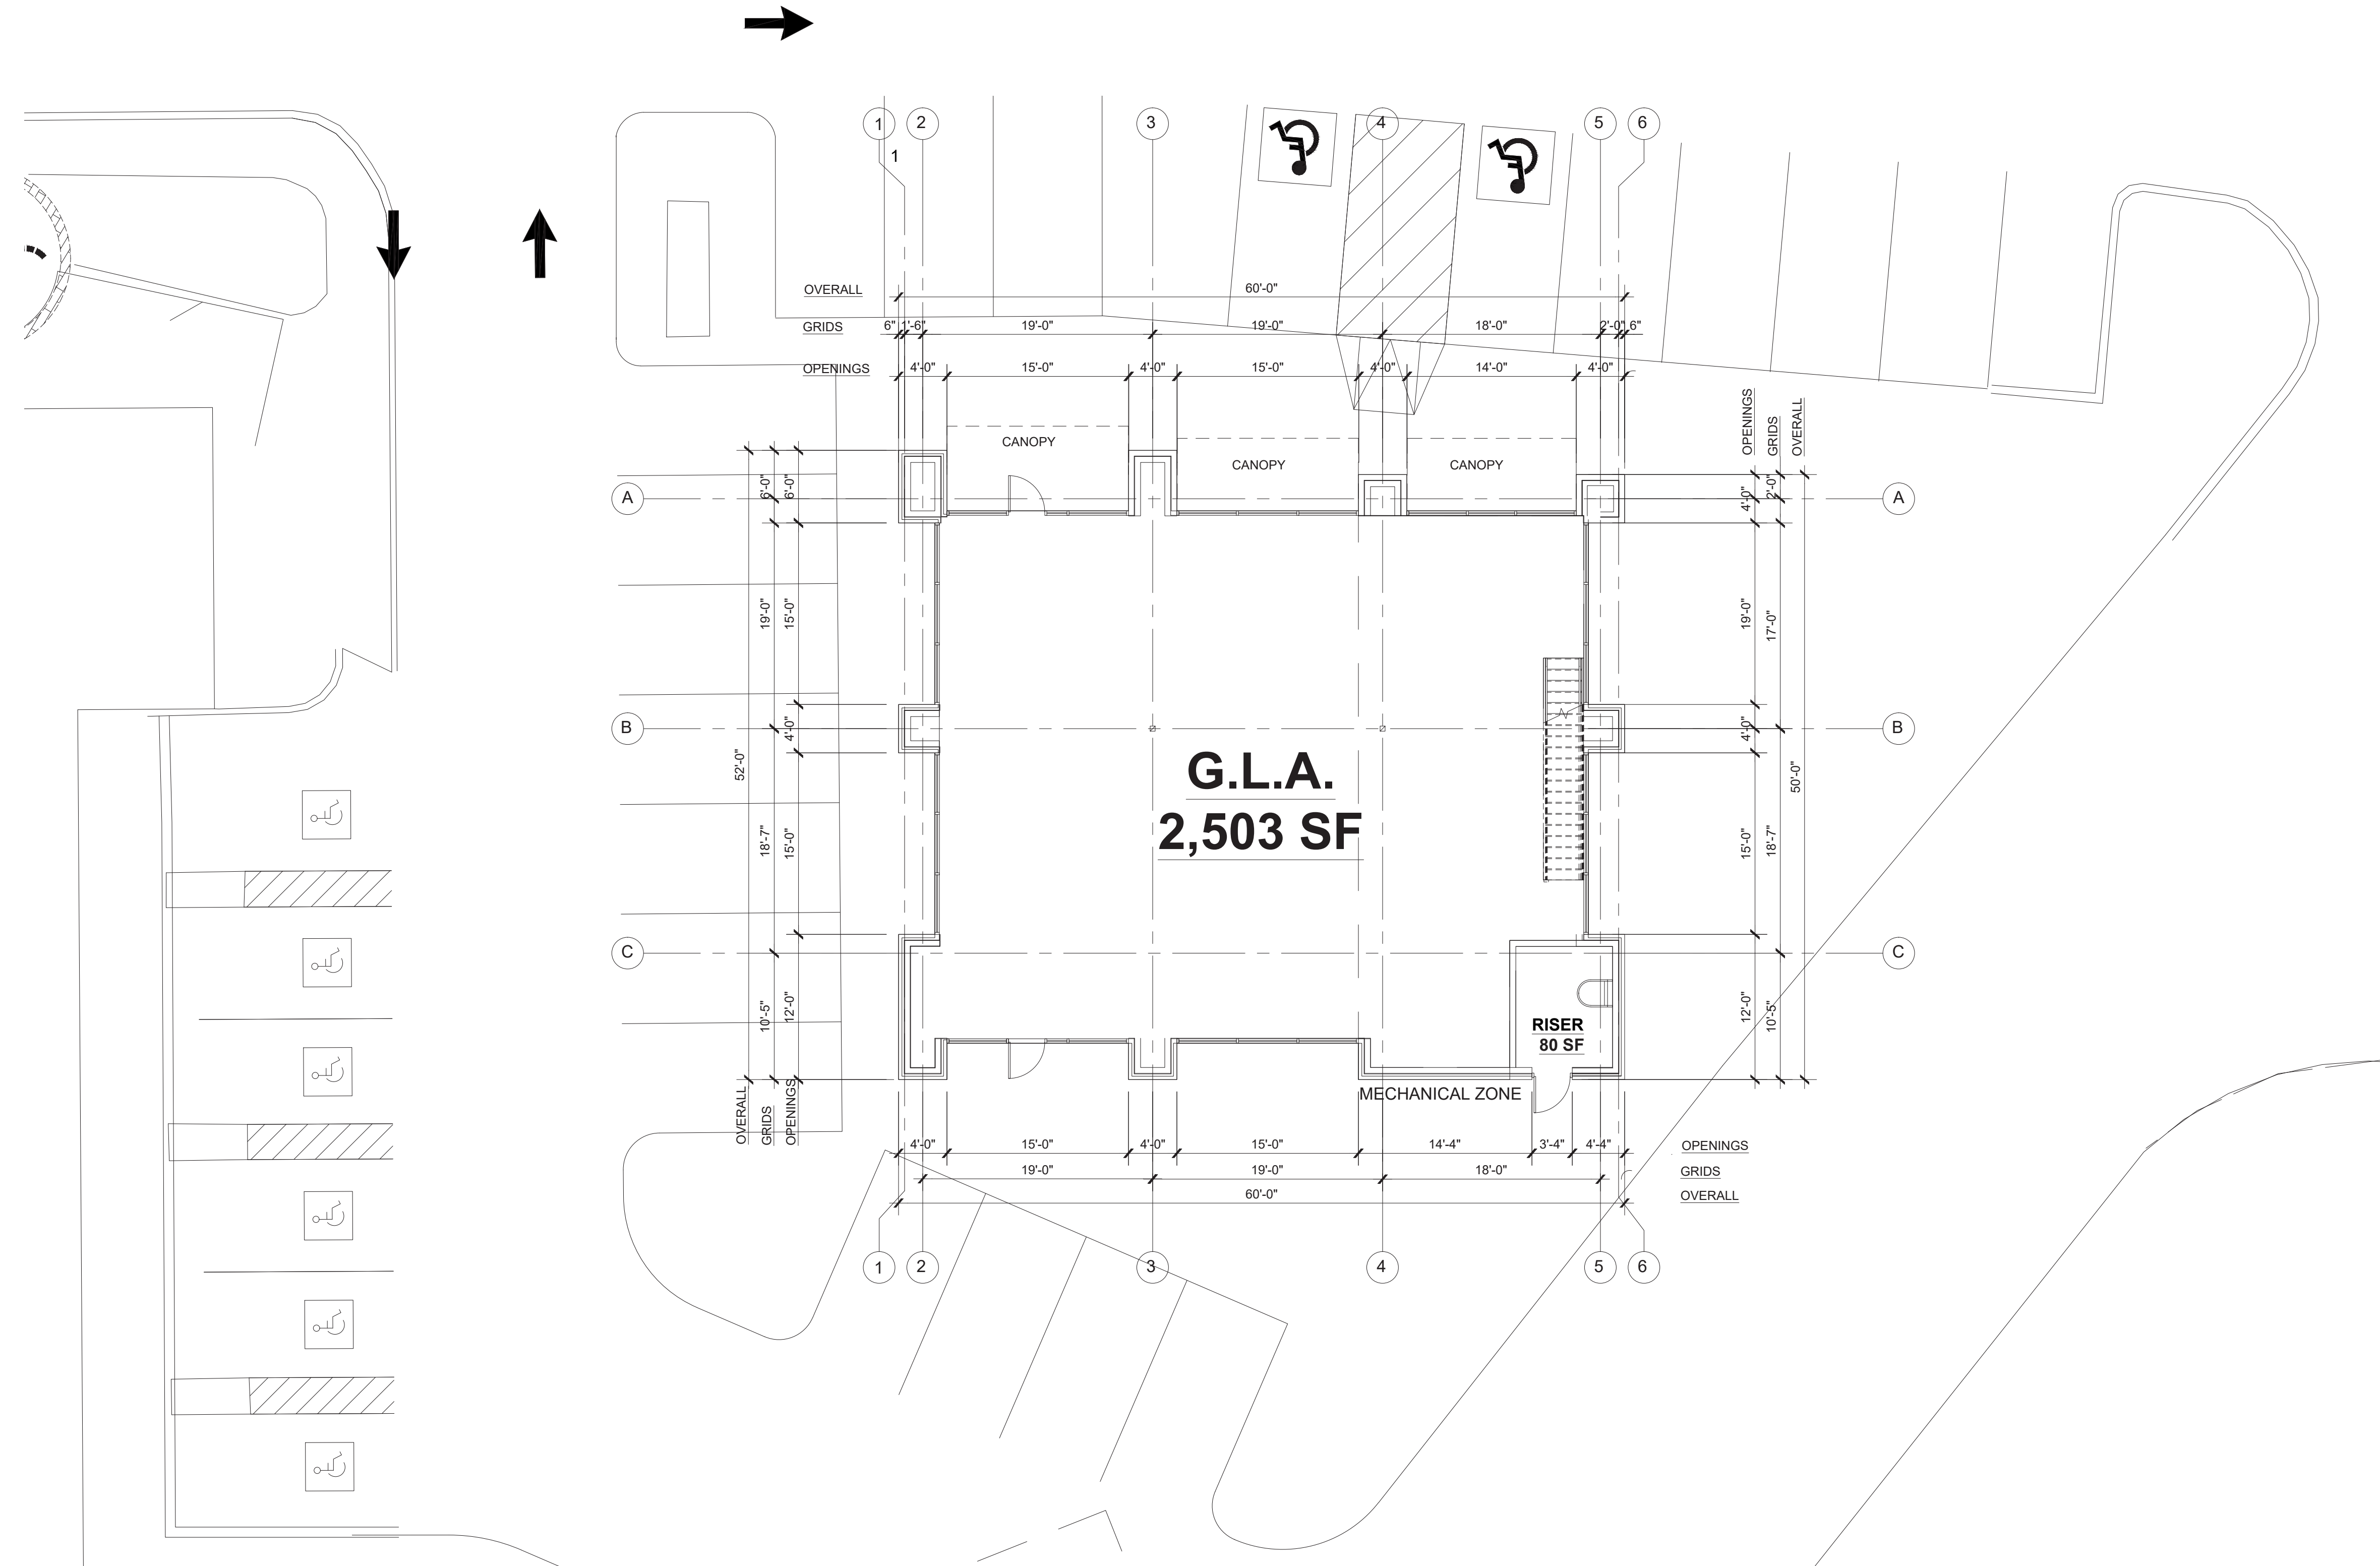 1 2 3 4 5 6
1
OVERALL 60'-0"
GRIDS 6" 1'-6" 19'-0" 19'-0" 18'-0" 2'-0" 6"
OPENINGS 4'-0" 15'-0" 4'-0" 15'-0" 4'-0" 14'-0" 4'-0"
OPENINGS
GRIDS
OVERALL
CANOPY
CANOPY
CANOPY
A 6'-0" 6'-0" 4'-0" 2'-0" A
19'-0" 15'-0" 19'-0" 17'-0"
B 4'-0" 4'-0" B
52'-0" 50'-0"
G.L.A.
2,503 SF
18'-7" 15'-0" 15'-0" 18'-7"
C C
10'-5" 12'-0" 12'-0" 10'-5"
RISER
80 SF
MECHANICAL ZONE
OVERALL
GRIDS
OPENINGS
4'-0" 15'-0" 4'-0" 15'-0" 14'-4" 3'-4" 4'-4" OPENINGS
19'-0" 19'-0" 18'-0" GRIDS
60'-0" OVERALL
1 2 3 4 5 6